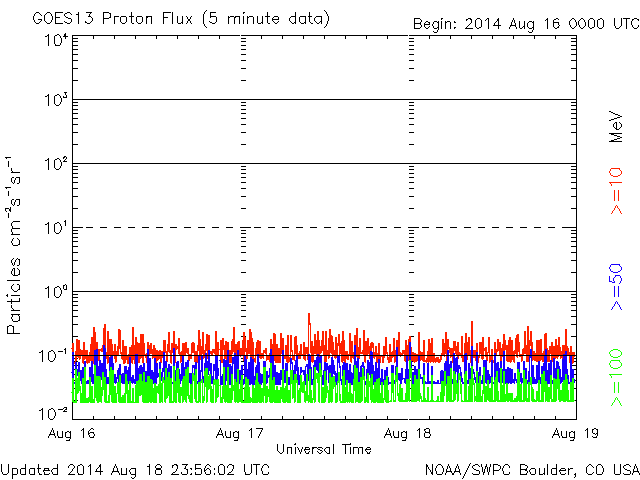 GOES13 Proton Flux (5 minute data)
Begin: 2014 Aug 16 0000 UTC
Particles cm⁻²s⁻¹sr⁻¹
10⁴
10³
10²
10¹
10⁰
10⁻¹
10⁻²
Aug 16
Aug 17
Aug 18
Aug 19
Universal Time
MeV
>=10
>=50
>=100
Updated 2014 Aug 18 23:56:02 UTC
NOAA/SWPC Boulder, CO USA